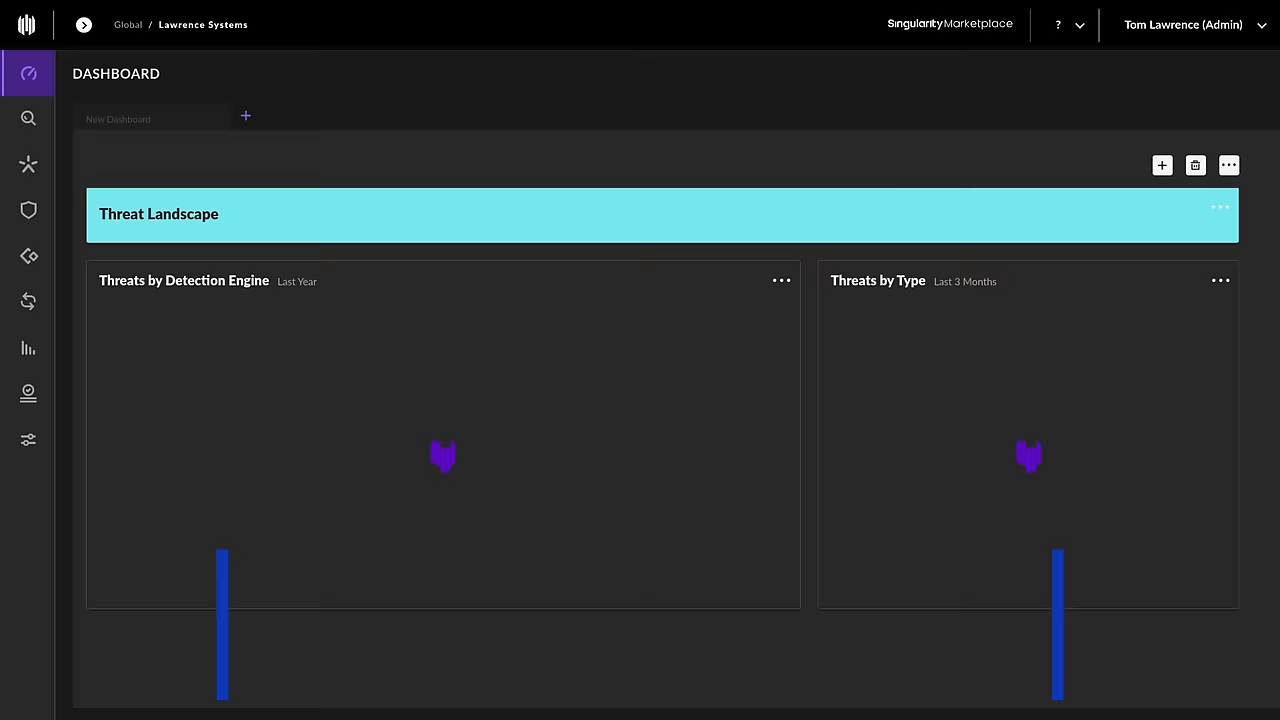 Global / Lawrence Systems
SingularityMarketplace
?
Tom Lawrence (Admin)
DASHBOARD
New Dashboard
Threat Landscape
Threats by Detection Engine Last Year
Threats by Type Last 3 Months